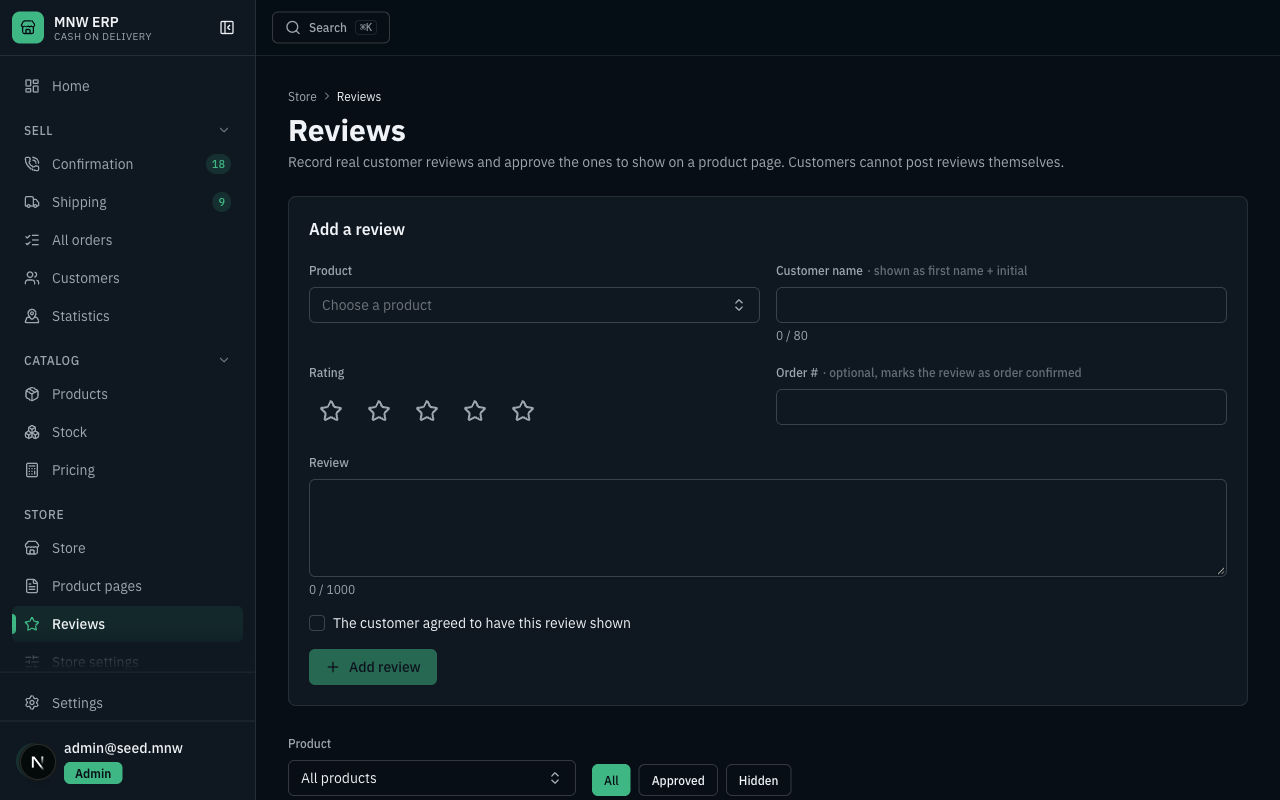 MNW ERP
CASH ON DELIVERY
Search ⌘K
Home
SELL
Confirmation 18
Shipping 9
All orders
Customers
Statistics
CATALOG
Products
Stock
Pricing
STORE
Store
Product pages
Reviews
Store settings
Settings
N
admin@seed.mnw
Admin
Store > Reviews
Reviews
Record real customer reviews and approve the ones to show on a product page. Customers cannot post reviews themselves.
Add a review
Product
Choose a product
Customer name · shown as first name + initial
0 / 80
Rating
Order # · optional, marks the review as order confirmed
Review
0 / 1000
The customer agreed to have this review shown
+ Add review
Product
All products
All Approved Hidden